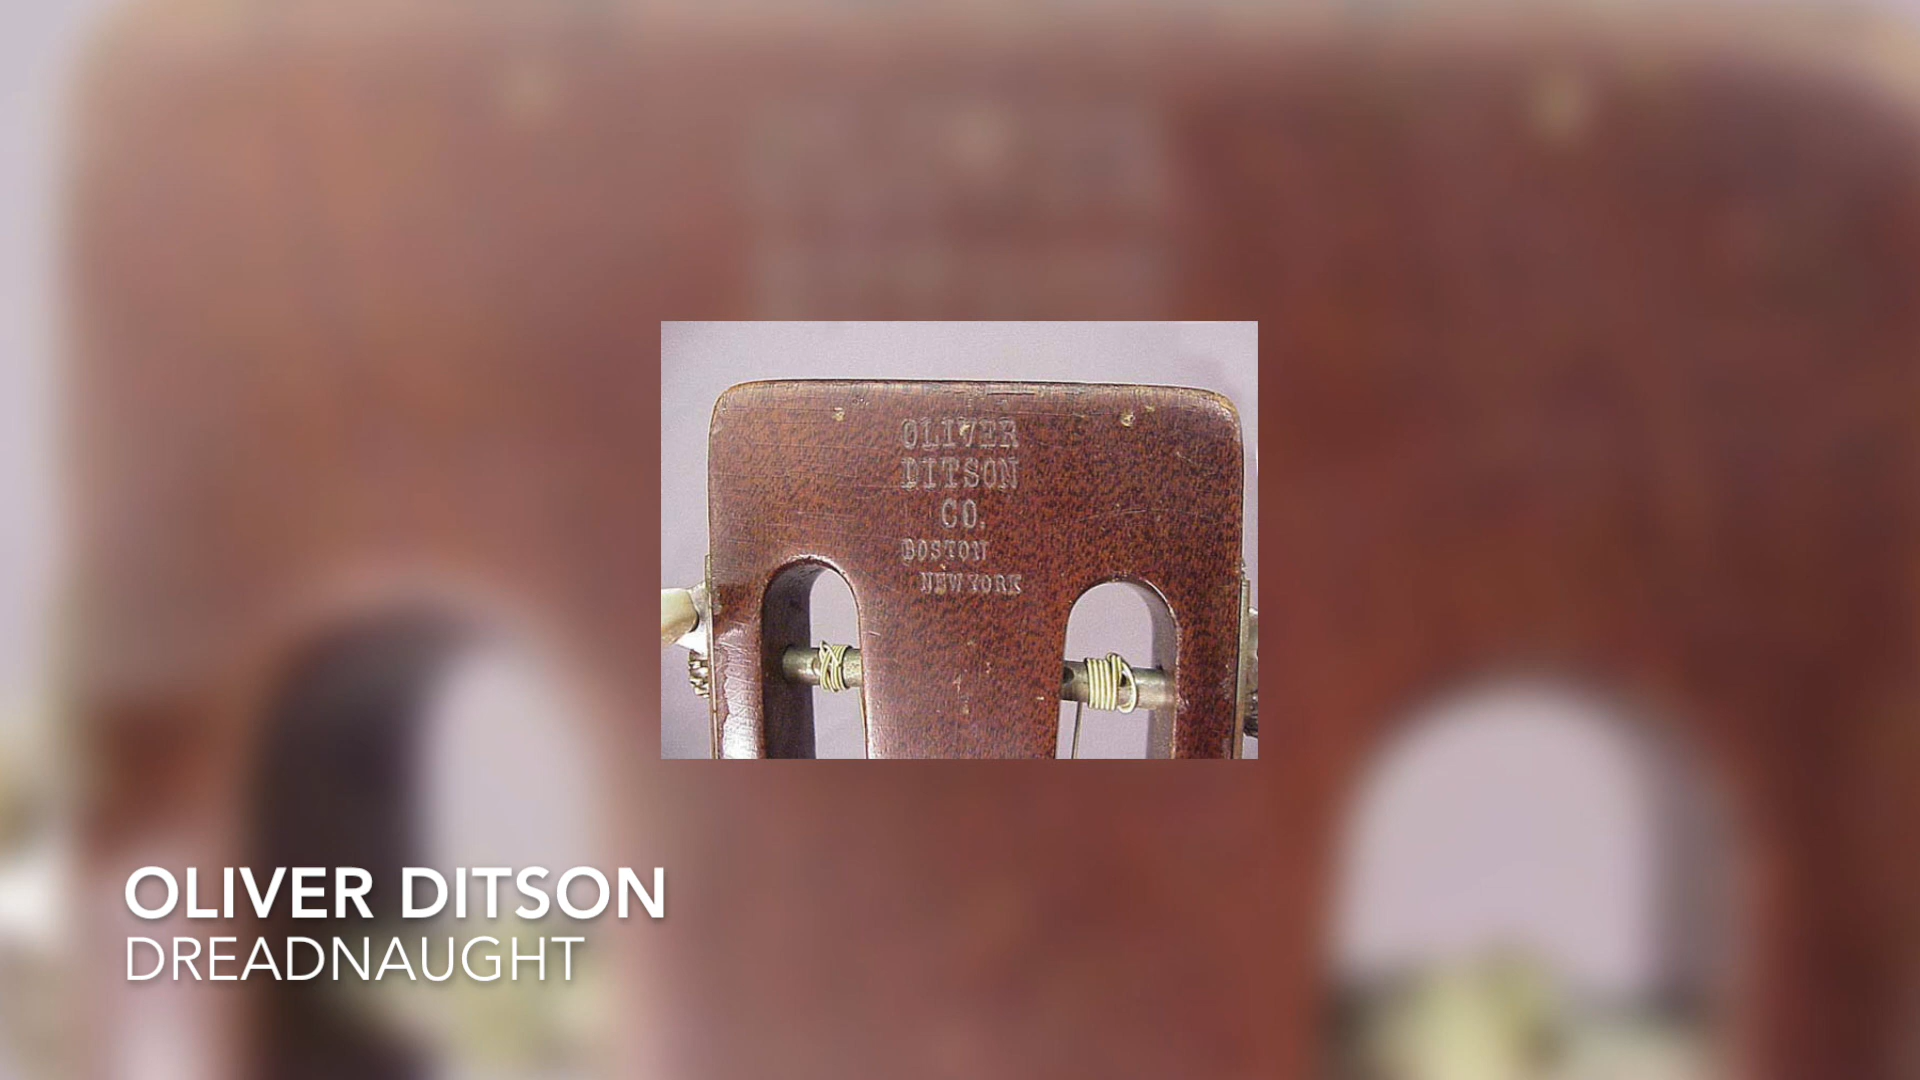 OLIVER
DITSON
CO.
BOSTON
NEW YORK
OLIVER DITSON
DREADNAUGHT